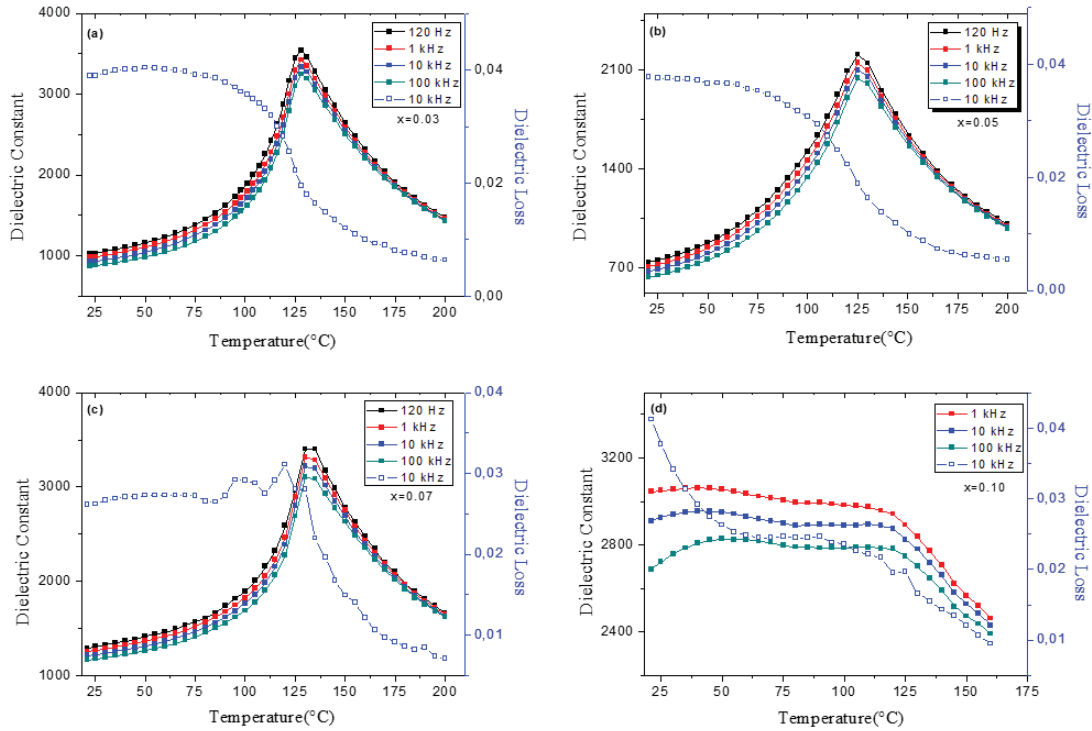 (a)
120 Hz
1 kHz
10 kHz
100 kHz
10 kHz
x=0.03
4000
3000
2000
1000
Dielectric Constant
0,04
0,02
0,00
Dielectric Loss
25 50 75 100 125 150 175 200
Temperature(°C)
(b)
120 Hz
1 kHz
10 kHz
100 kHz
10 kHz
x=0.05
2100
1400
700
Dielectric Constant
0,04
0,02
0,00
Dielectric Loss
25 50 75 100 125 150 175 200
Temperature(°C)
(c)
120 Hz
1 kHz
10 kHz
100 kHz
10 kHz
x=0.07
4000
3000
2000
1000
Dielectric Constant
0,04
0,03
0,02
0,01
Dielectric Loss
25 50 75 100 125 150 175 200
Temperature(°C)
(d)
1 kHz
10 kHz
100 kHz
10 kHz
x=0.10
3200
2800
2400
Dielectric Constant
0,04
0,03
0,02
0,01
Dielectric Loss
25 50 75 100 125 150 175
Temperature(°C)